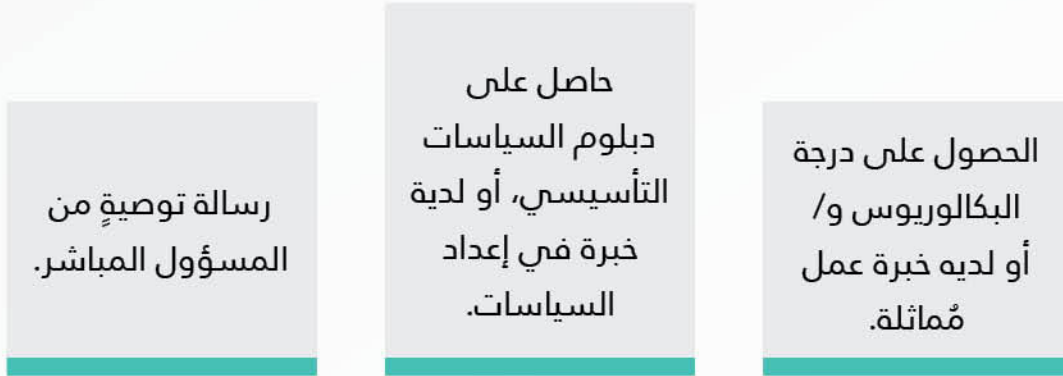 الحصول على درجة
البكالوريوس و/
أو لديه خبرة عمل
مُماثلة.
حاصل على
دبلوم السياسات
التأسيسي، أو لدية
خبرة في إعداد
السياسات.
رسالة توصيةٍ من
المسؤول المباشر.